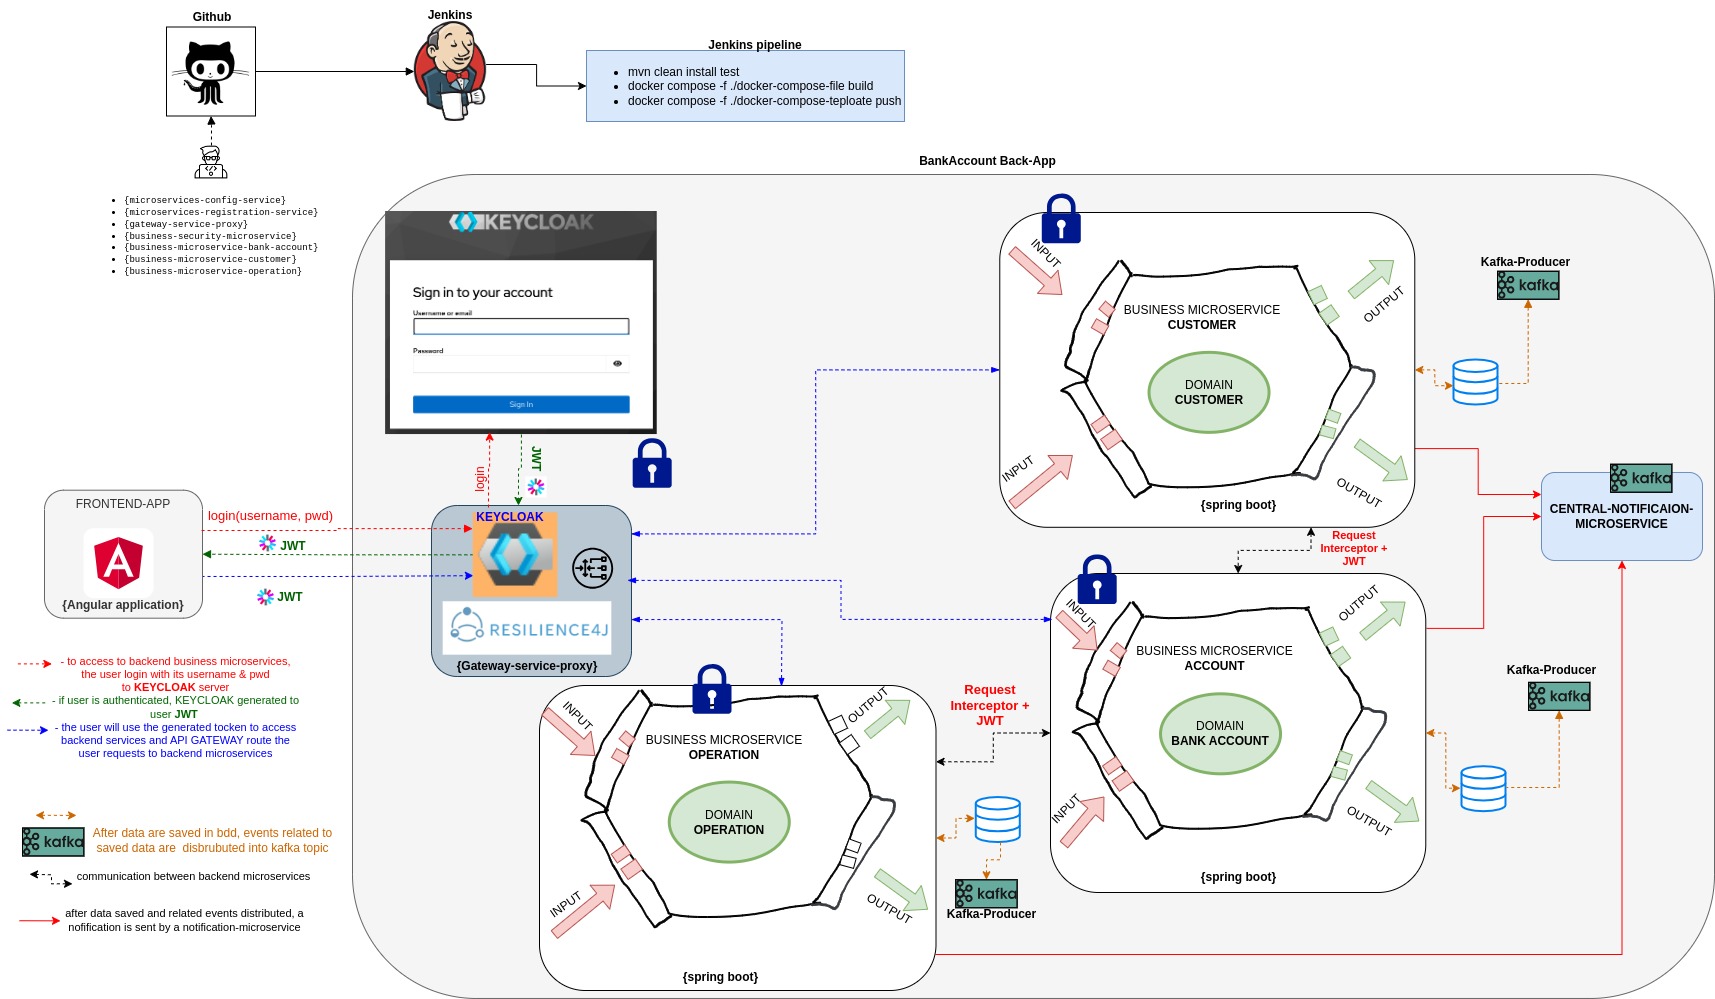 Github
Jenkins
Jenkins pipeline
mvn clean install test
docker compose -f ./docker-compose-file build
docker compose -f ./docker-compose-teploate push
{microservices-config-service}
{microservices-registration-service}
{gateway-service-proxy}
{business-security-microservice}
{business-microservice-bank-account}
{business-microservice-customer}
{business-microservice-operation}
BankAccount Back-App
KEYCLOAK
Sign in to your account
Username or email
Password
Sign In
login
JWT
FRONTEND-APP
{Angular application}
login(username, pwd)
JWT
JWT
KEYCLOAK
RESILIENCE4J
{Gateway-service-proxy}
INPUT
OUTPUT
BUSINESS MICROSERVICE
CUSTOMER
DOMAIN
CUSTOMER
INPUT
OUTPUT
{spring boot}
Kafka-Producer
kafka
kafka
CENTRAL-NOTIFICAION-
MICROSERVICE
Request
Interceptor +
JWT
INPUT
OUTPUT
BUSINESS MICROSERVICE
ACCOUNT
DOMAIN
BANK ACCOUNT
INPUT
OUTPUT
{spring boot}
Kafka-Producer
kafka
Request
Interceptor +
JWT
INPUT
OUTPUT
BUSINESS MICROSERVICE
OPERATION
DOMAIN
OPERATION
INPUT
OUTPUT
{spring boot}
kafka
Kafka-Producer
- to access to backend business microservices,
the user login with its username & pwd
to KEYCLOAK server
- if user is authenticated, KEYCLOAK generated to
user JWT
- the user will use the generated tocken to access
backend services and API GATEWAY route the
user requests to backend microservices
kafka
After data are saved in bdd, events related to
saved data are disbrubuted into kafka topic
communication between backend microservices
after data saved and related events distributed, a
nofification is sent by a notification-microservice